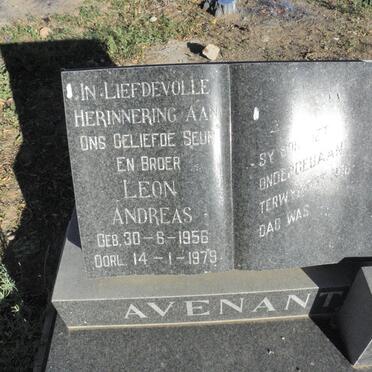 IN LIEFDEVOLLE
HERINNERING AAN
ONS GELIEFDE SEUN
EN BROER
LEON
ANDREAS
GEB. 30-6-1956
OORL. 14-1-1979
SY SON
ONDERGEGAAN
TERWYL
DAG WAS
AVENANT